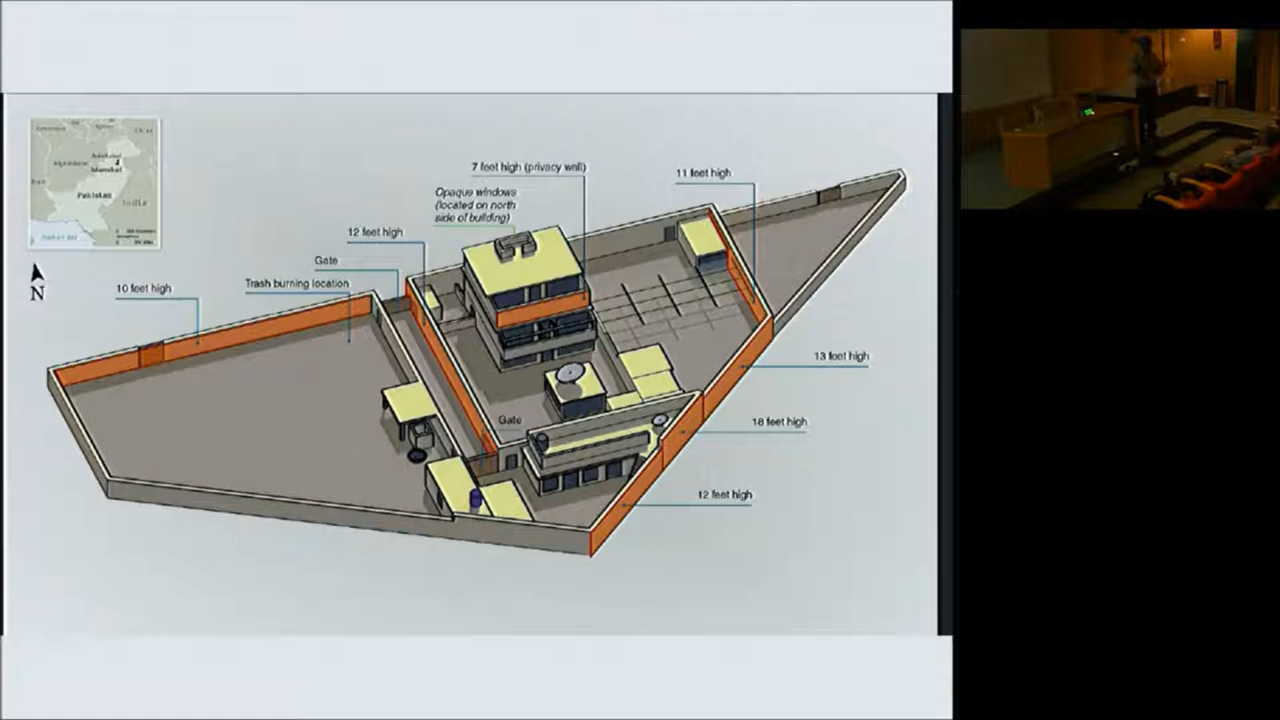 7 feet high (privacy wall)
11 feet high
Opaque windows
(located on north
side of building)
12 feet high
Gate
Trash burning location
10 feet high
N
Afghanistan
Islamabad
Pakistan
India
13 feet high
Gate
18 feet high
12 feet high